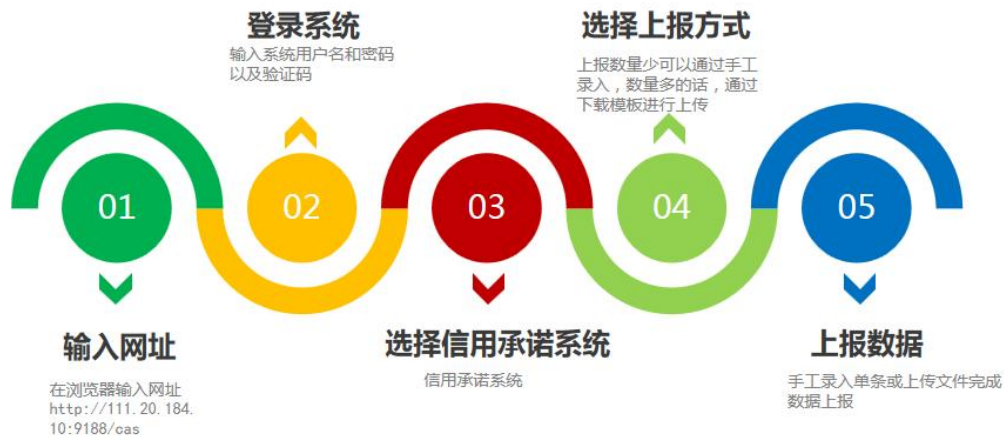 登录系统
输入系统用户名和密码
以及验证码
选择上报方式
上报数量少可以通过手工
录入，数量多的话，通过
下载模板进行上传
01
02
03
04
05
输入网址
在浏览器输入网址
http://111.20.184.
10:9188/cas
选择信用承诺系统
信用承诺系统
上报数据
手工录入单条或上传文件完成
数据上报